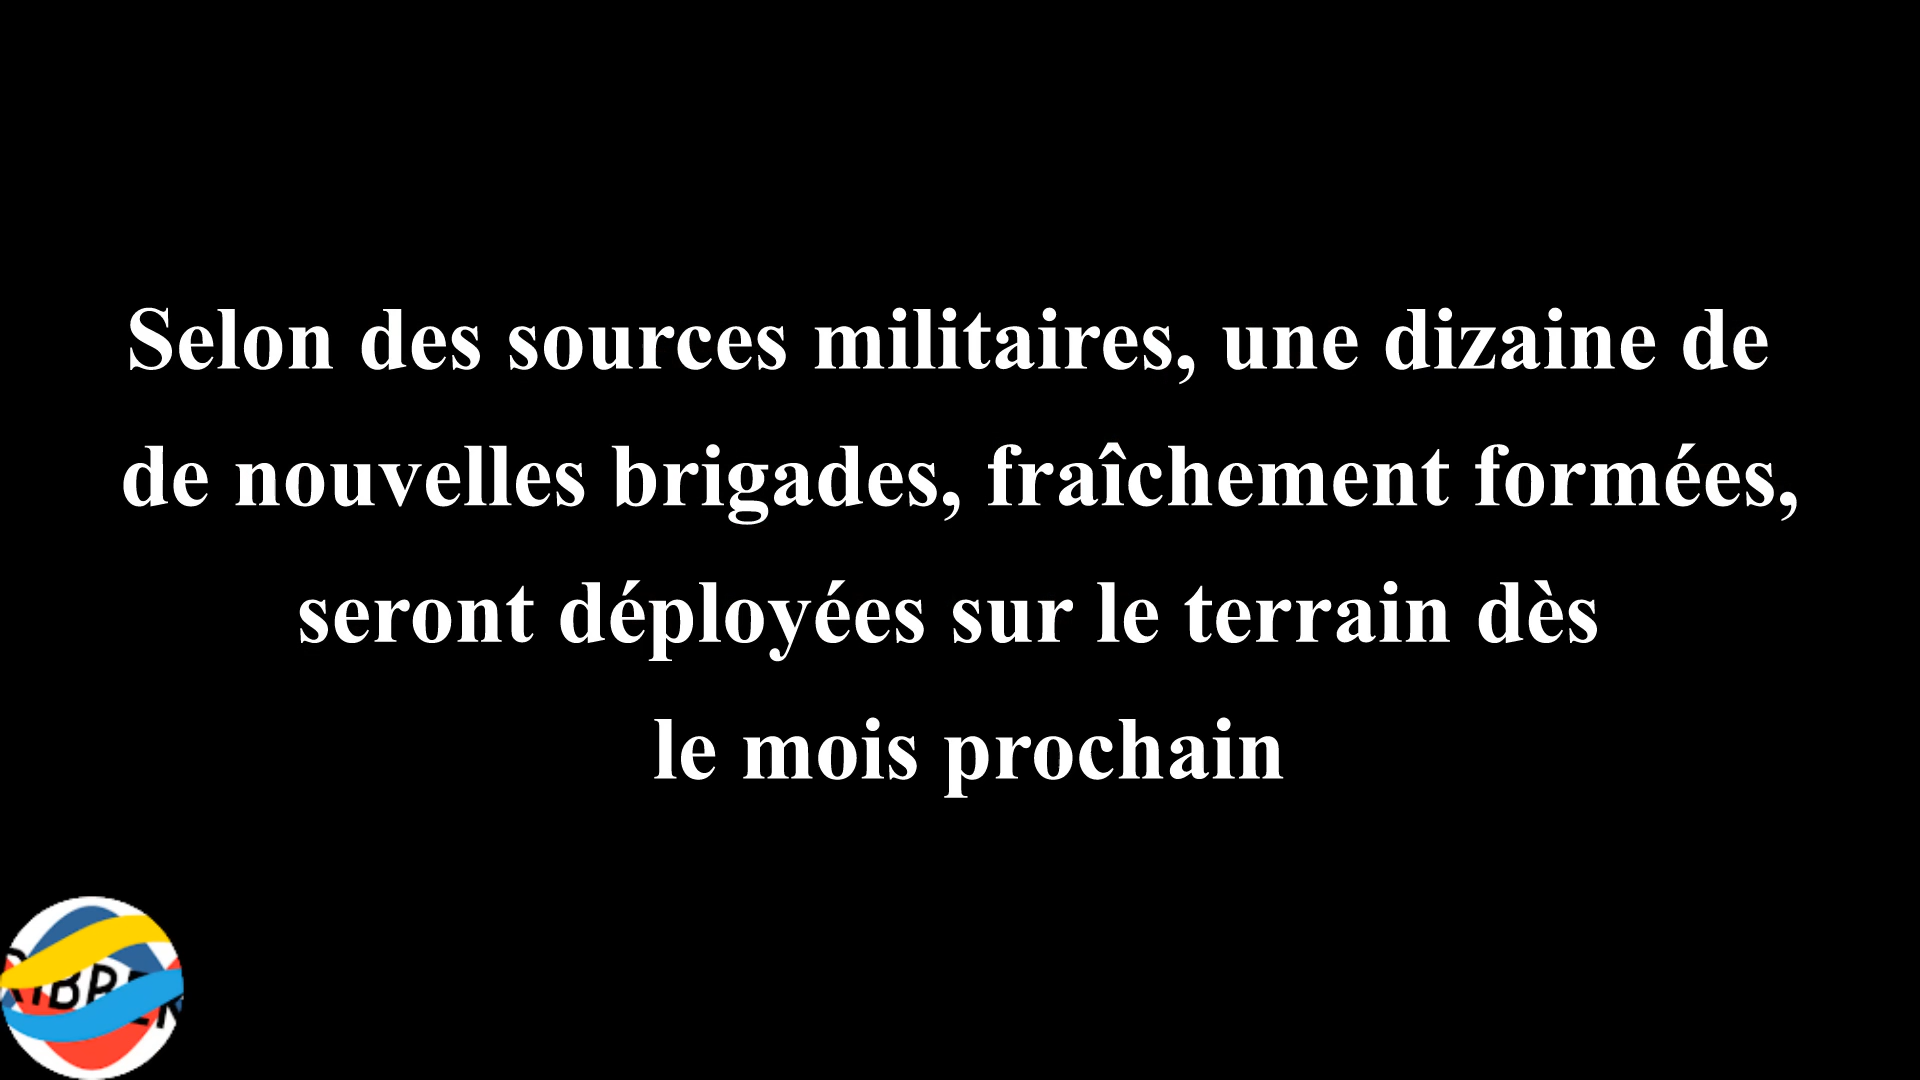 Selon des sources militaires, une dizaine de
de nouvelles brigades, fraîchement formées,
seront déployées sur le terrain dès
le mois prochain